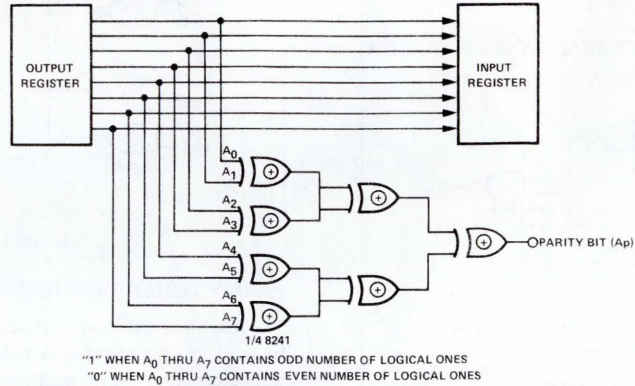 OUTPUT
REGISTER
INPUT
REGISTER
A0
A1
A2
A3
A4
A5
A6
A7
1/4 8241
PARITY BIT (Ap)
"1" WHEN A0 THRU A7 CONTAINS ODD NUMBER OF LOGICAL ONES
"0" WHEN A0 THRU A7 CONTAINS EVEN NUMBER OF LOGICAL ONES